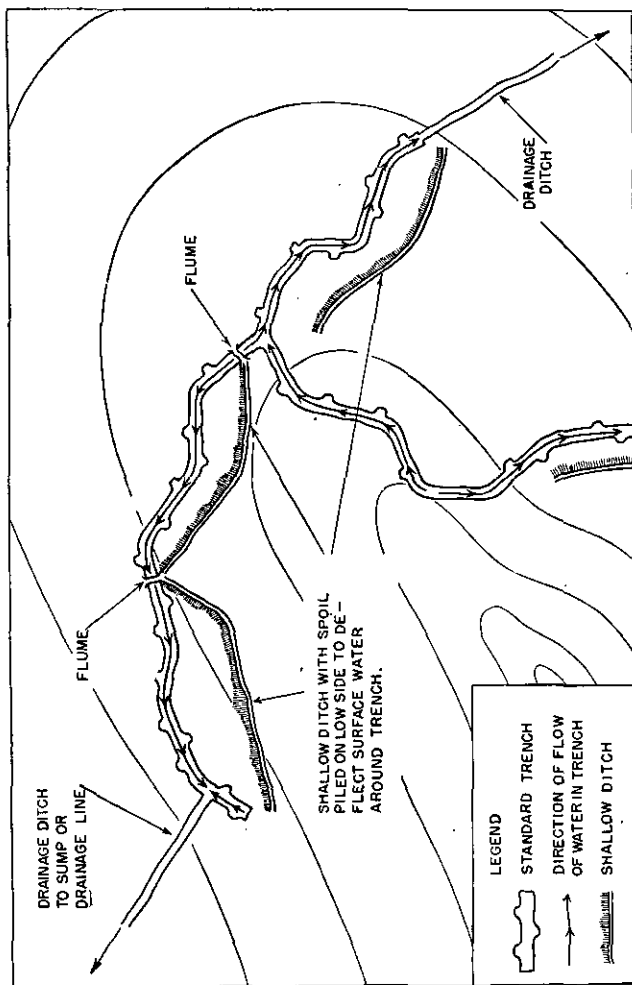 DRAINAGE DITCH
TO SUMP OR
DRAINAGE LINE
FLUME
FLUME
DRAINAGE
DITCH
SHALLOW DITCH WITH SPOIL
PILED ON LOW SIDE TO DE-
FLECT SURFACE WATER
AROUND TRENCH.
LEGEND
STANDARD TRENCH
DIRECTION OF FLOW
OF WATER IN TRENCH
SHALLOW DITCH